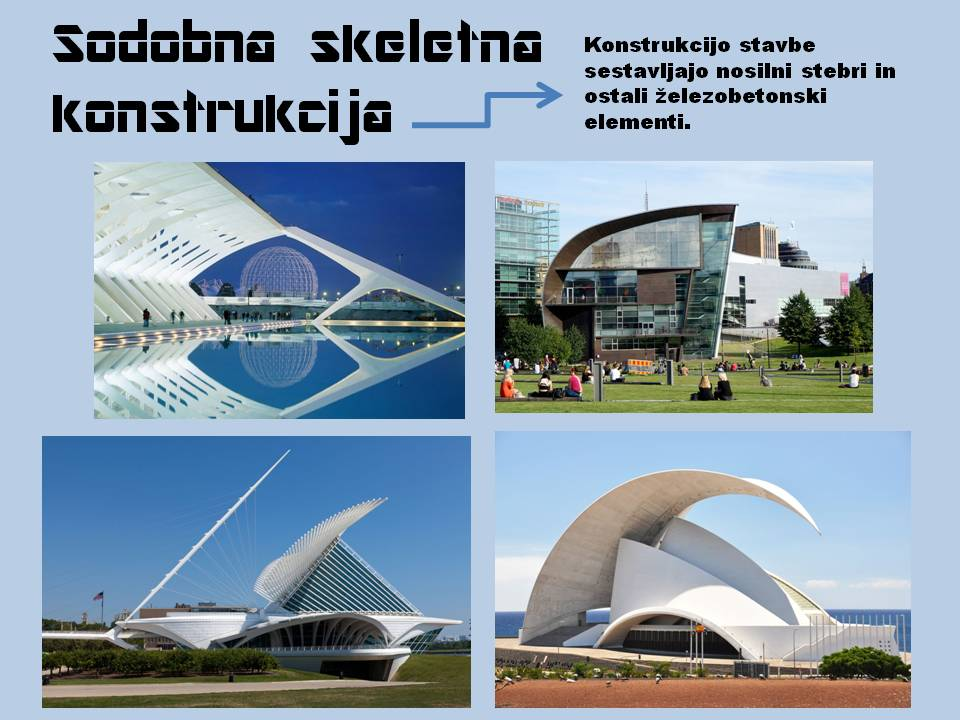 Sodobna skeletna
konstrukcija
Konstrukcijo stavbe
sestavljajo nosilni stebri in
ostali železobetonski
elementi.